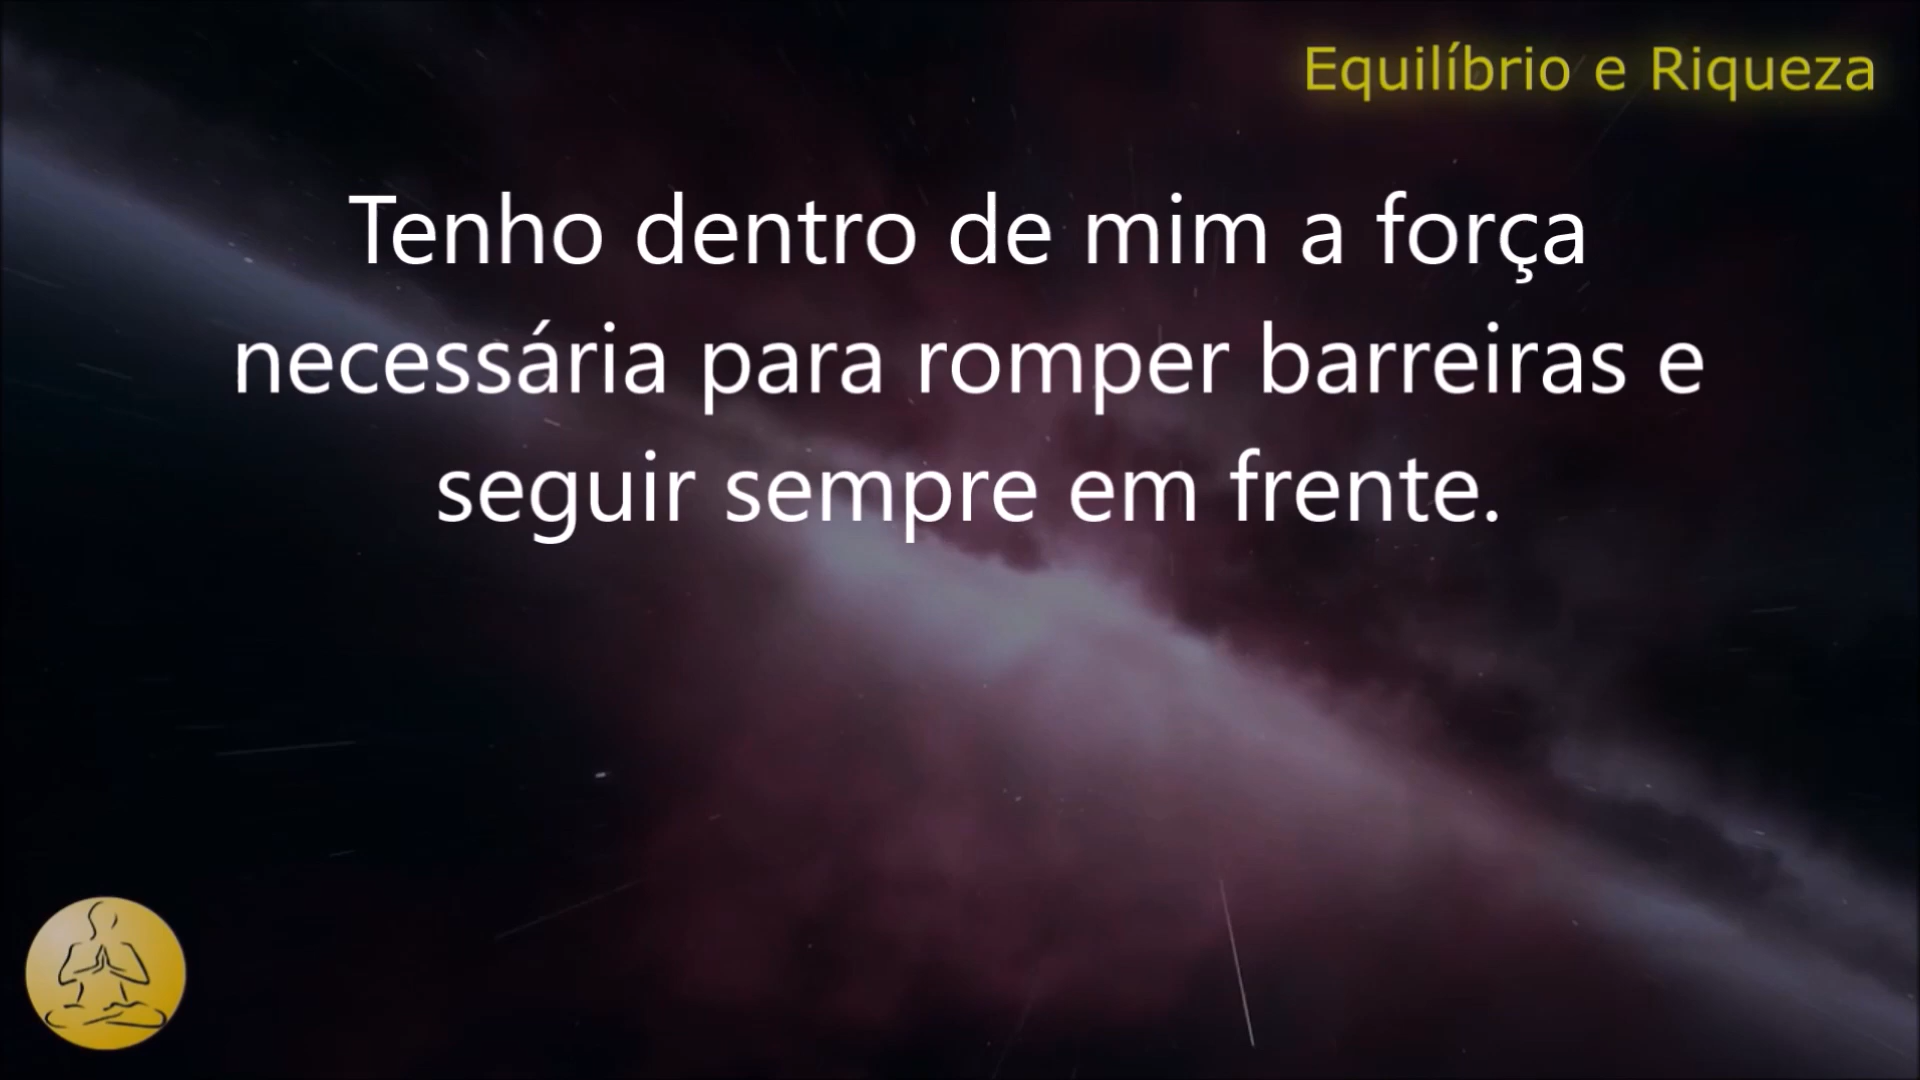 Equilíbrio e Riqueza
Tenho dentro de mim a força
necessária para romper barreiras e
seguir sempre em frente.